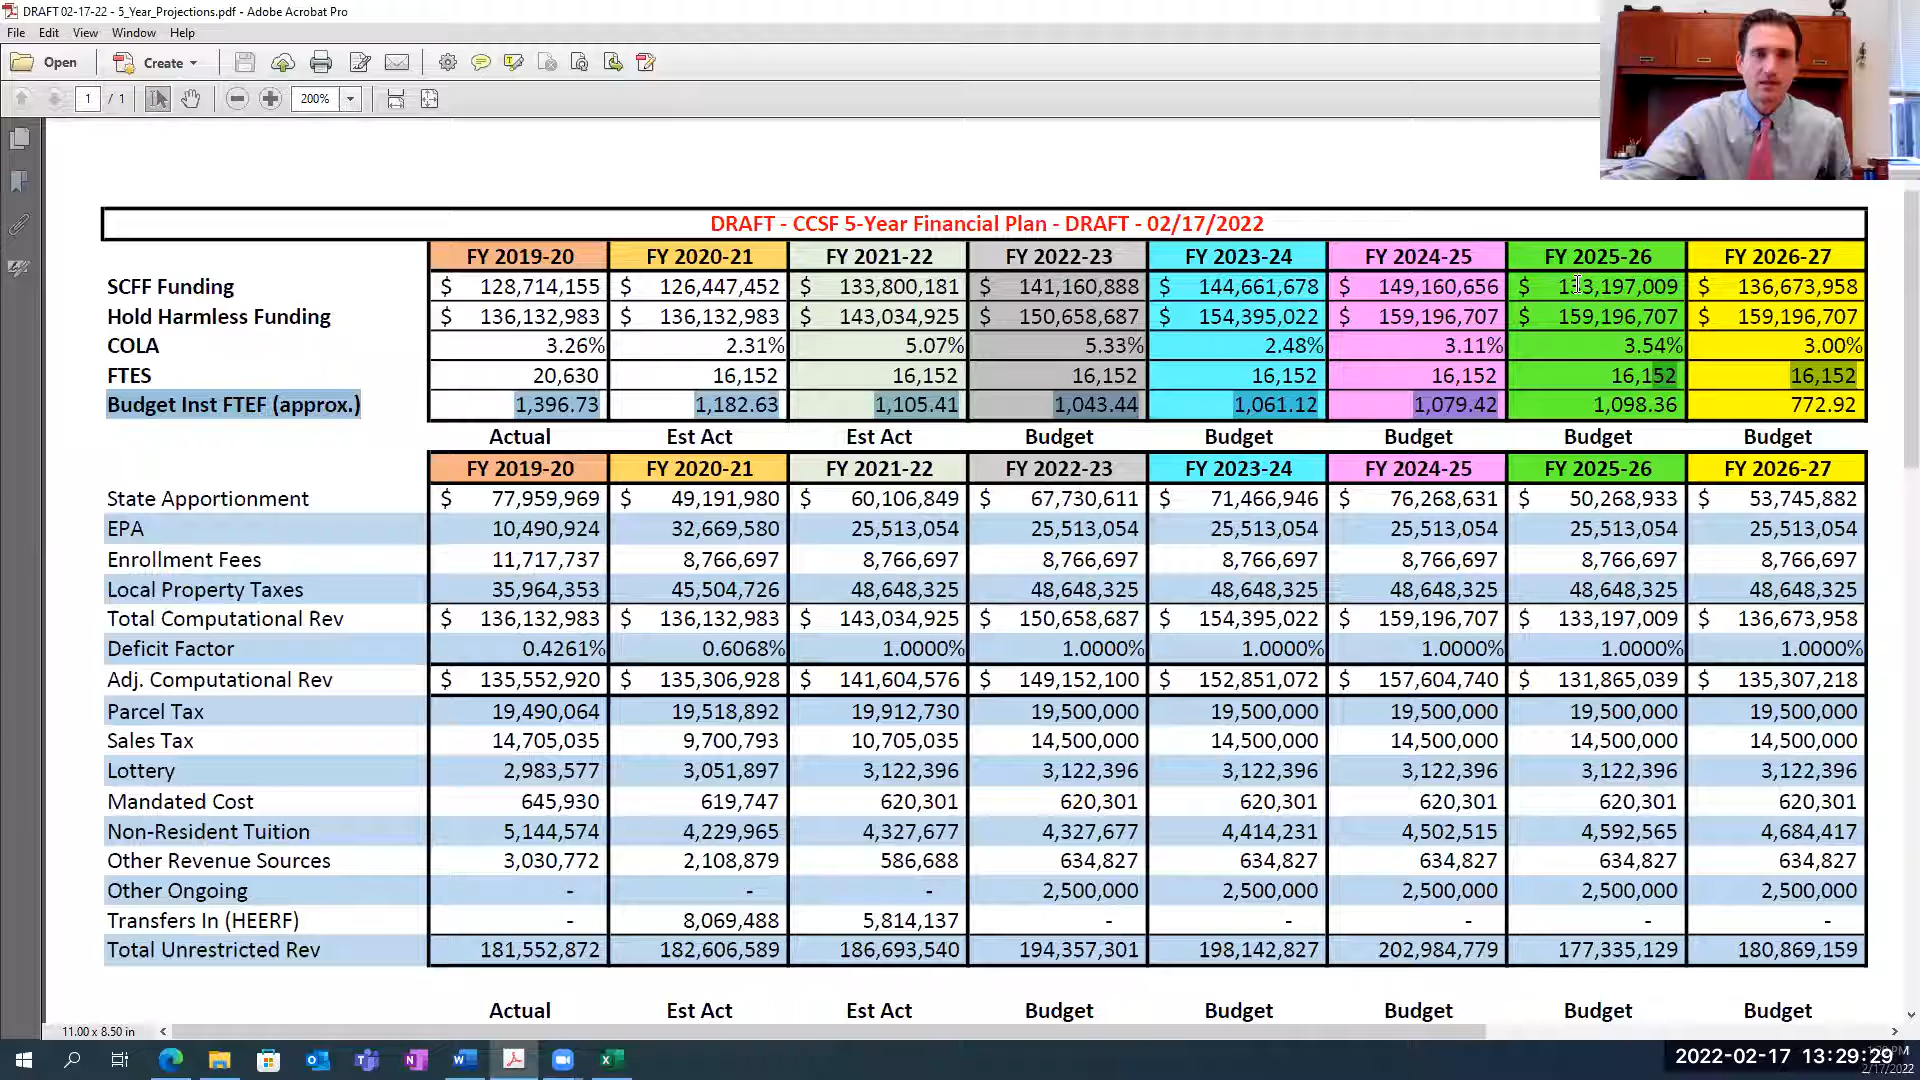 DRAFT 02-17-22 - 5_Year_Projections.pdf - Adobe Acrobat Pro
File Edit View Window Help
Open Create
1 / 1 200%
DRAFT - CCSF 5-Year Financial Plan - DRAFT - 02/17/2022
FY 2019-20 FY 2020-21 FY 2021-22 FY 2022-23 FY 2023-24 FY 2024-25 FY 2025-26 FY 2026-27
SCFF Funding $ 128,714,155 $ 126,447,452 $ 133,800,181 $ 141,160,888 $ 144,661,678 $ 149,160,656 $ 133,197,009 $ 136,673,958
Hold Harmless Funding $ 136,132,983 $ 136,132,983 $ 143,034,925 $ 150,658,687 $ 154,395,022 $ 159,196,707 $ 159,196,707 $ 159,196,707
COLA 3.26% 2.31% 5.07% 5.33% 2.48% 3.11% 3.54% 3.00%
FTES 20,630 16,152 16,152 16,152 16,152 16,152 16,152 16,152
Budget Inst FTEF (approx.) 1,396.73 1,182.63 1,105.41 1,043.44 1,061.12 1,079.42 1,098.36 772.92
Actual Est Act Est Act Budget Budget Budget Budget Budget
FY 2019-20 FY 2020-21 FY 2021-22 FY 2022-23 FY 2023-24 FY 2024-25 FY 2025-26 FY 2026-27
State Apportionment $ 77,959,969 $ 49,191,980 $ 60,106,849 $ 67,730,611 $ 71,466,946 $ 76,268,631 $ 50,268,933 $ 53,745,882
EPA 10,490,924 32,669,580 25,513,054 25,513,054 25,513,054 25,513,054 25,513,054 25,513,054
Enrollment Fees 11,717,737 8,766,697 8,766,697 8,766,697 8,766,697 8,766,697 8,766,697 8,766,697
Local Property Taxes 35,964,353 45,504,726 48,648,325 48,648,325 48,648,325 48,648,325 48,648,325 48,648,325
Total Computational Rev $ 136,132,983 $ 136,132,983 $ 143,034,925 $ 150,658,687 $ 154,395,022 $ 159,196,707 $ 133,197,009 $ 136,673,958
Deficit Factor 0.4261% 0.6068% 1.0000% 1.0000% 1.0000% 1.0000% 1.0000% 1.0000%
Adj. Computational Rev $ 135,552,920 $ 135,306,928 $ 141,604,576 $ 149,152,100 $ 152,851,072 $ 157,604,740 $ 131,865,039 $ 135,307,218
Parcel Tax 19,490,064 19,518,892 19,912,730 19,500,000 19,500,000 19,500,000 19,500,000 19,500,000
Sales Tax 14,705,035 9,700,793 10,705,035 14,500,000 14,500,000 14,500,000 14,500,000 14,500,000
Lottery 2,983,577 3,051,897 3,122,396 3,122,396 3,122,396 3,122,396 3,122,396 3,122,396
Mandated Cost 645,930 619,747 620,301 620,301 620,301 620,301 620,301 620,301
Non-Resident Tuition 5,144,574 4,229,965 4,327,677 4,327,677 4,414,231 4,502,515 4,592,565 4,684,417
Other Revenue Sources 3,030,772 2,108,879 586,688 634,827 634,827 634,827 634,827 634,827
Other Ongoing - - - 2,500,000 2,500,000 2,500,000 2,500,000 2,500,000
Transfers In (HEERF) - 8,069,488 5,814,137 - - - - -
Total Unrestricted Rev 181,552,872 182,606,589 186,693,540 194,357,301 198,142,827 202,984,779 177,335,129 180,869,159
Actual Est Act Est Act Budget Budget Budget Budget Budget
11.00 x 8.50 in
2022-02-17 13:29:29
2/17/2022